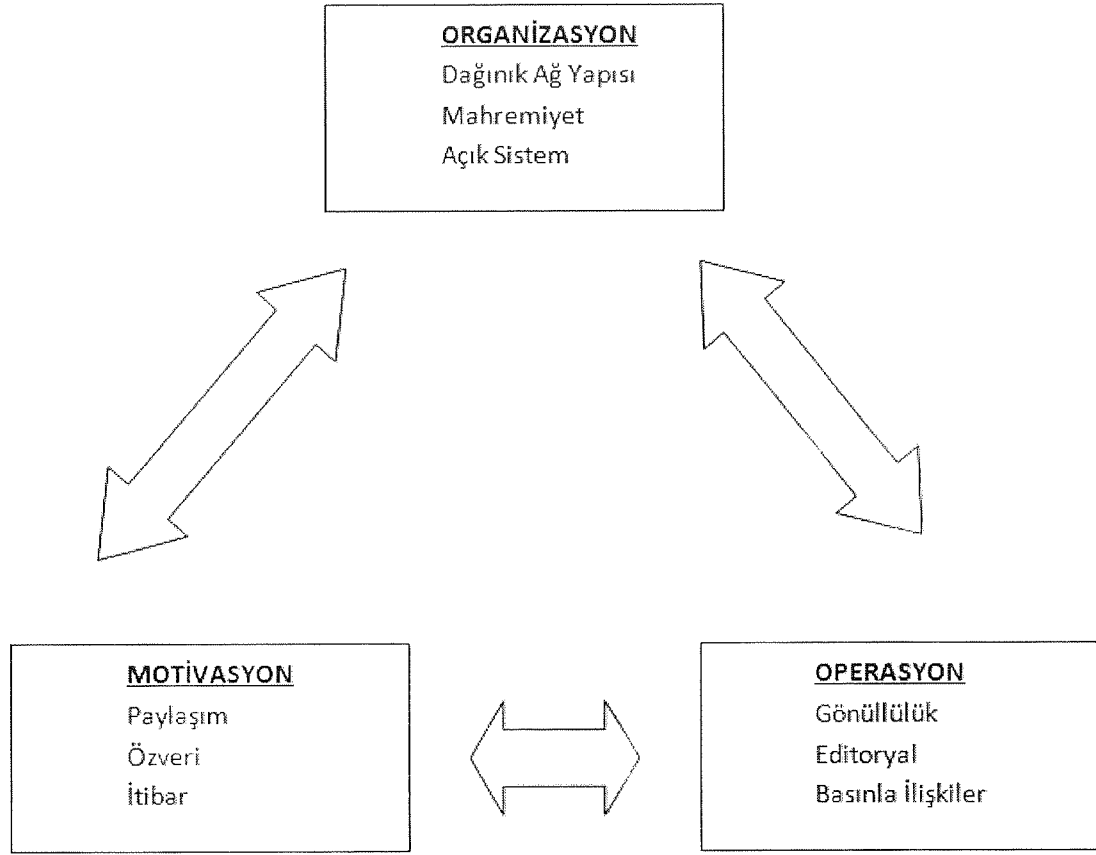 ORGANİZASYON
Dağınık Ağ Yapısı
Mahremiyet
Açık Sistem
MOTİVASYON
Paylaşım
Özveri
İtibar
OPERASYON
Gönüllülük
Editoryal
Basınla İlişkiler